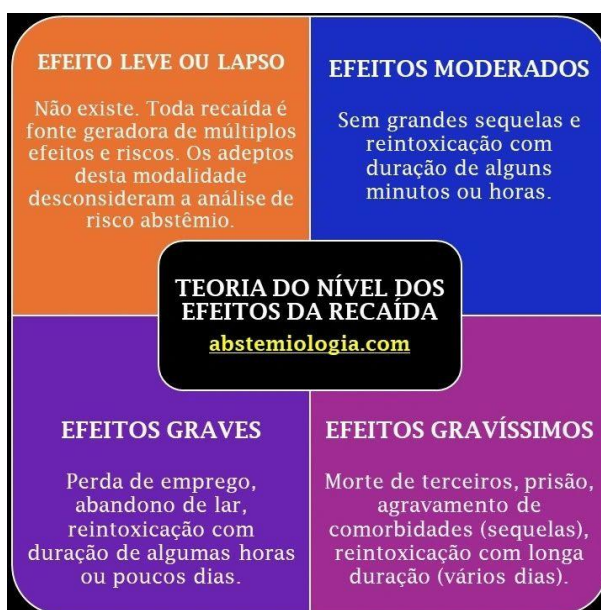 EFEITO LEVE OU LAPSO
Não existe. Toda recaída é
fonte geradora de múltiplos
efeitos e riscos. Os adeptos
desta modalidade
desconsideram a análise de
risco abstêmio.
EFEITOS MODERADOS
Sem grandes sequelas e
reintoxicação com
duração de alguns
minutos ou horas.
TEORIA DO NÍVEL DOS
EFEITOS DA RECAÍDA
abstemiologia.com
EFEITOS GRAVES
Perda de emprego,
abandono de lar,
reintoxicação com
duração de algumas horas
ou poucos dias.
EFEITOS GRAVÍSSIMOS
Morte de terceiros, prisão,
agravamento de
comorbidades (sequelas),
reintoxicação com longa
duração (vários dias).